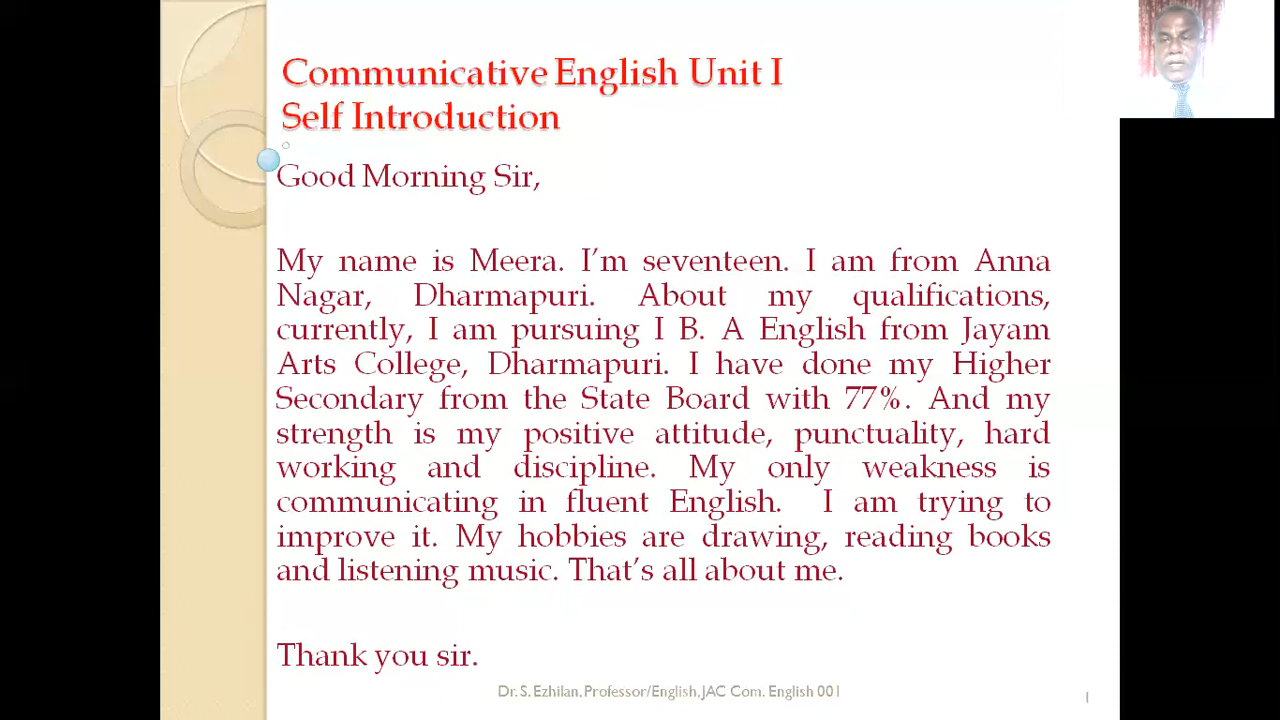 Communicative English Unit I
Self Introduction
Good Morning Sir,
My name is Meera. I’m seventeen. I am from Anna
Nagar, Dharmapuri. About my qualifications,
currently, I am pursuing I B. A English from Jayam
Arts College, Dharmapuri. I have done my Higher
Secondary from the State Board with 77%. And my
strength is my positive attitude, punctuality, hard
working and discipline. My only weakness is
communicating in fluent English. I am trying to
improve it. My hobbies are drawing, reading books
and listening music. That’s all about me.
Thank you sir.
Dr. S. Ezhilan, Professor/English, JAC Com. English 001
1